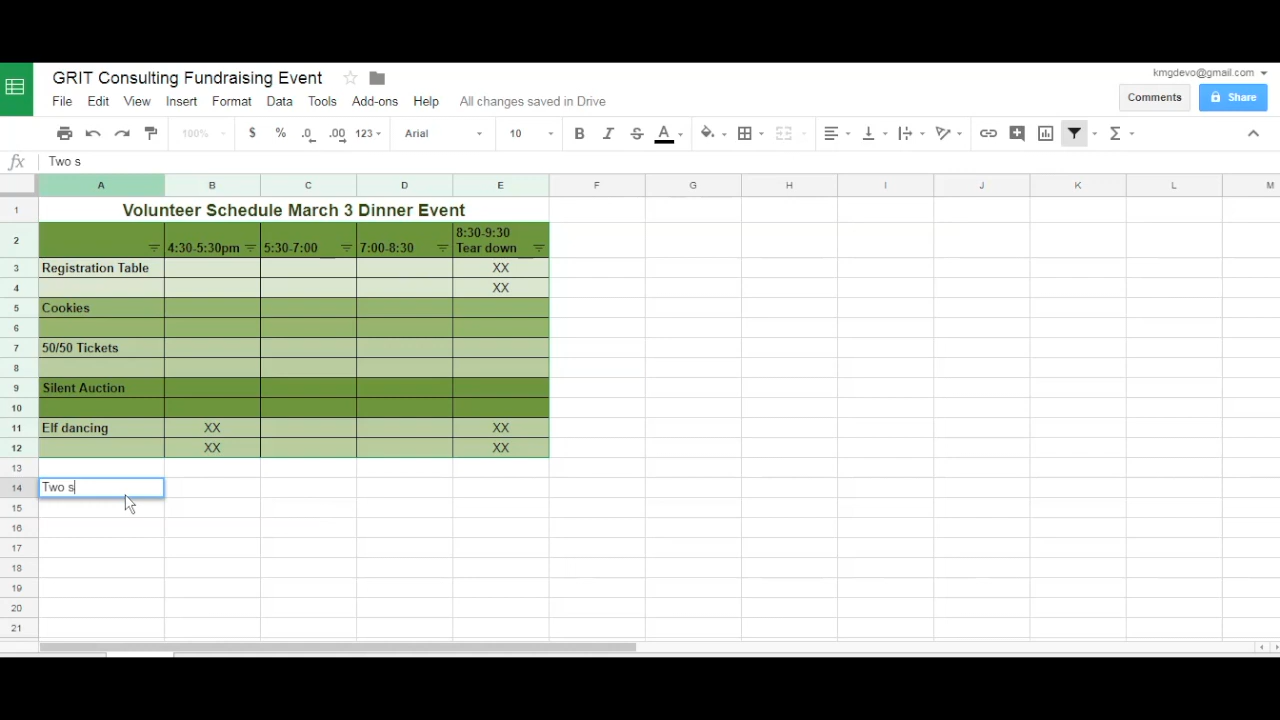 GRIT Consulting Fundraising Event
kmgdevo@gmail.com
File Edit View Insert Format Data Tools Add-ons Help All changes saved in Drive
Comments Share
100% $ % .0 .00 123 Arial 10 B I S A Σ
fx Two s
A B C D E F G H I J K L M
1 Volunteer Schedule March 3 Dinner Event
2 4:30-5:30pm 5:30-7:00 7:00-8:30 8:30-9:30
Tear down
3 Registration Table XX
4 XX
5 Cookies
6
7 50/50 Tickets
8
9 Silent Auction
10
11 Elf dancing XX XX
12 XX XX
13
14 Two s
15
16
17
18
19
20
21